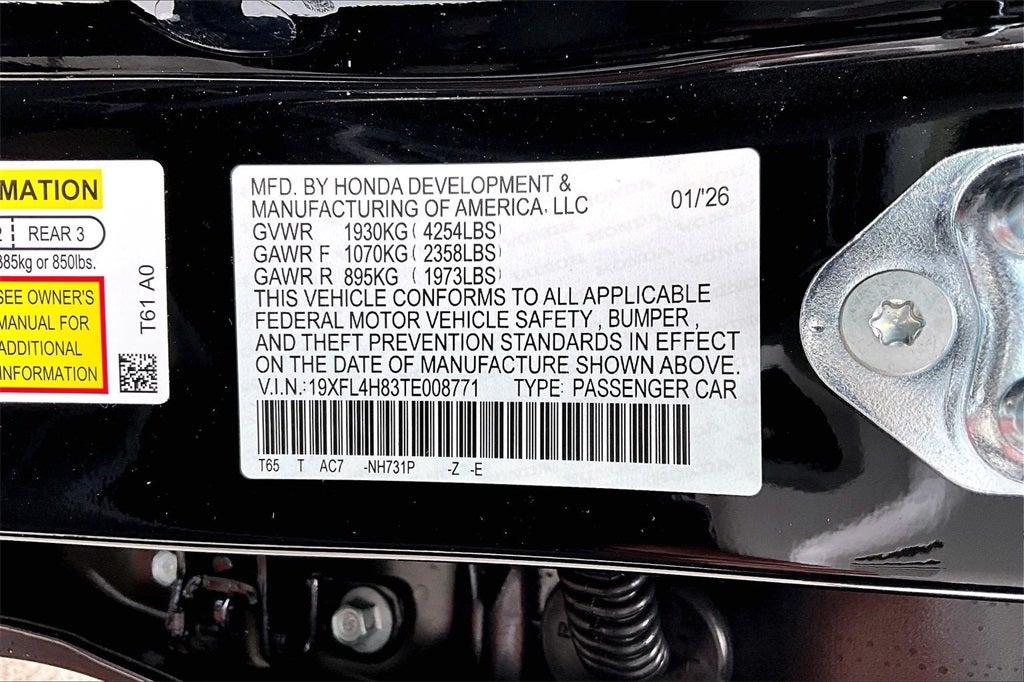 MATION
2 REAR 3
385kg or 850lbs.
SEE OWNER'S
MANUAL FOR
ADDITIONAL
INFORMATION
T61 A0
MFD. BY HONDA DEVELOPMENT &
MANUFACTURING OF AMERICA, LLC 01/26
GVWR 1930KG ( 4254LBS)
GAWR F 1070KG ( 2358LBS)
GAWR R 895KG ( 1973LBS)
THIS VEHICLE CONFORMS TO ALL APPLICABLE
FEDERAL MOTOR VEHICLE SAFETY , BUMPER ,
AND THEFT PREVENTION STANDARDS IN EFFECT
ON THE DATE OF MANUFACTURE SHOWN ABOVE.
V.I.N.:19XFL4H83TE008771 TYPE: PASSENGER CAR
T65 T AC7 -NH731P -Z -E